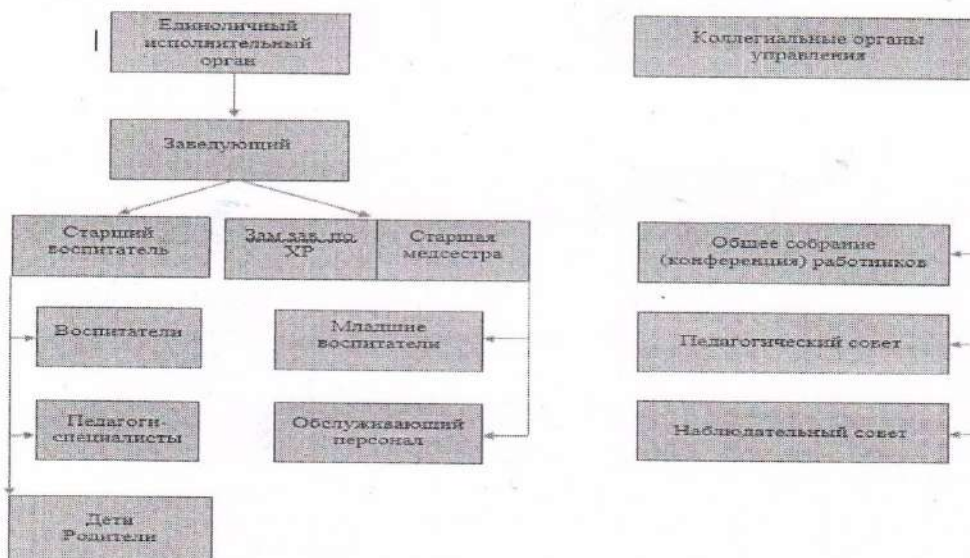 Единоличный
исполнительный
орган
Коллегиальные органы
управления
Заведующий
Старший
воспитатель
Зам.зав. по
ХР
Старшая
медсестра
Общее собрание
(конференция) работников
Воспитатели
Младшие
воспитатели
Педагогический совет
Педагоги-
специалисты
Обслуживающий
персонал
Наблюдательный совет
Дети
Родители